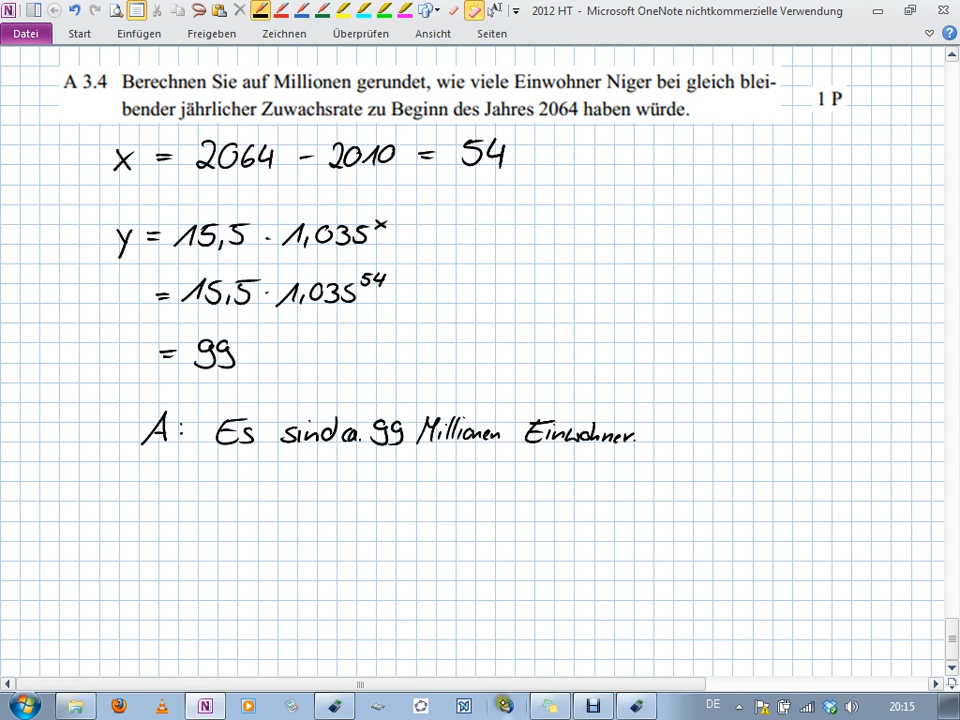 2012 HT - Microsoft OneNote nichtkommerzielle Verwendung
Datei Start Einfügen Freigeben Zeichnen Überprüfen Ansicht Seiten
A 3.4 Berechnen Sie auf Millionen gerundet, wie viele Einwohner Niger bei gleich blei-
bender jährlicher Zuwachsrate zu Beginn des Jahres 2064 haben würde.
1 P
x = 2064 - 2010 = 54
y = 15,5 · 1,035^x
= 15,5 · 1,035^54
= 99
A: Es sind ca. 99 Millionen Einwohner.
DE 20:15